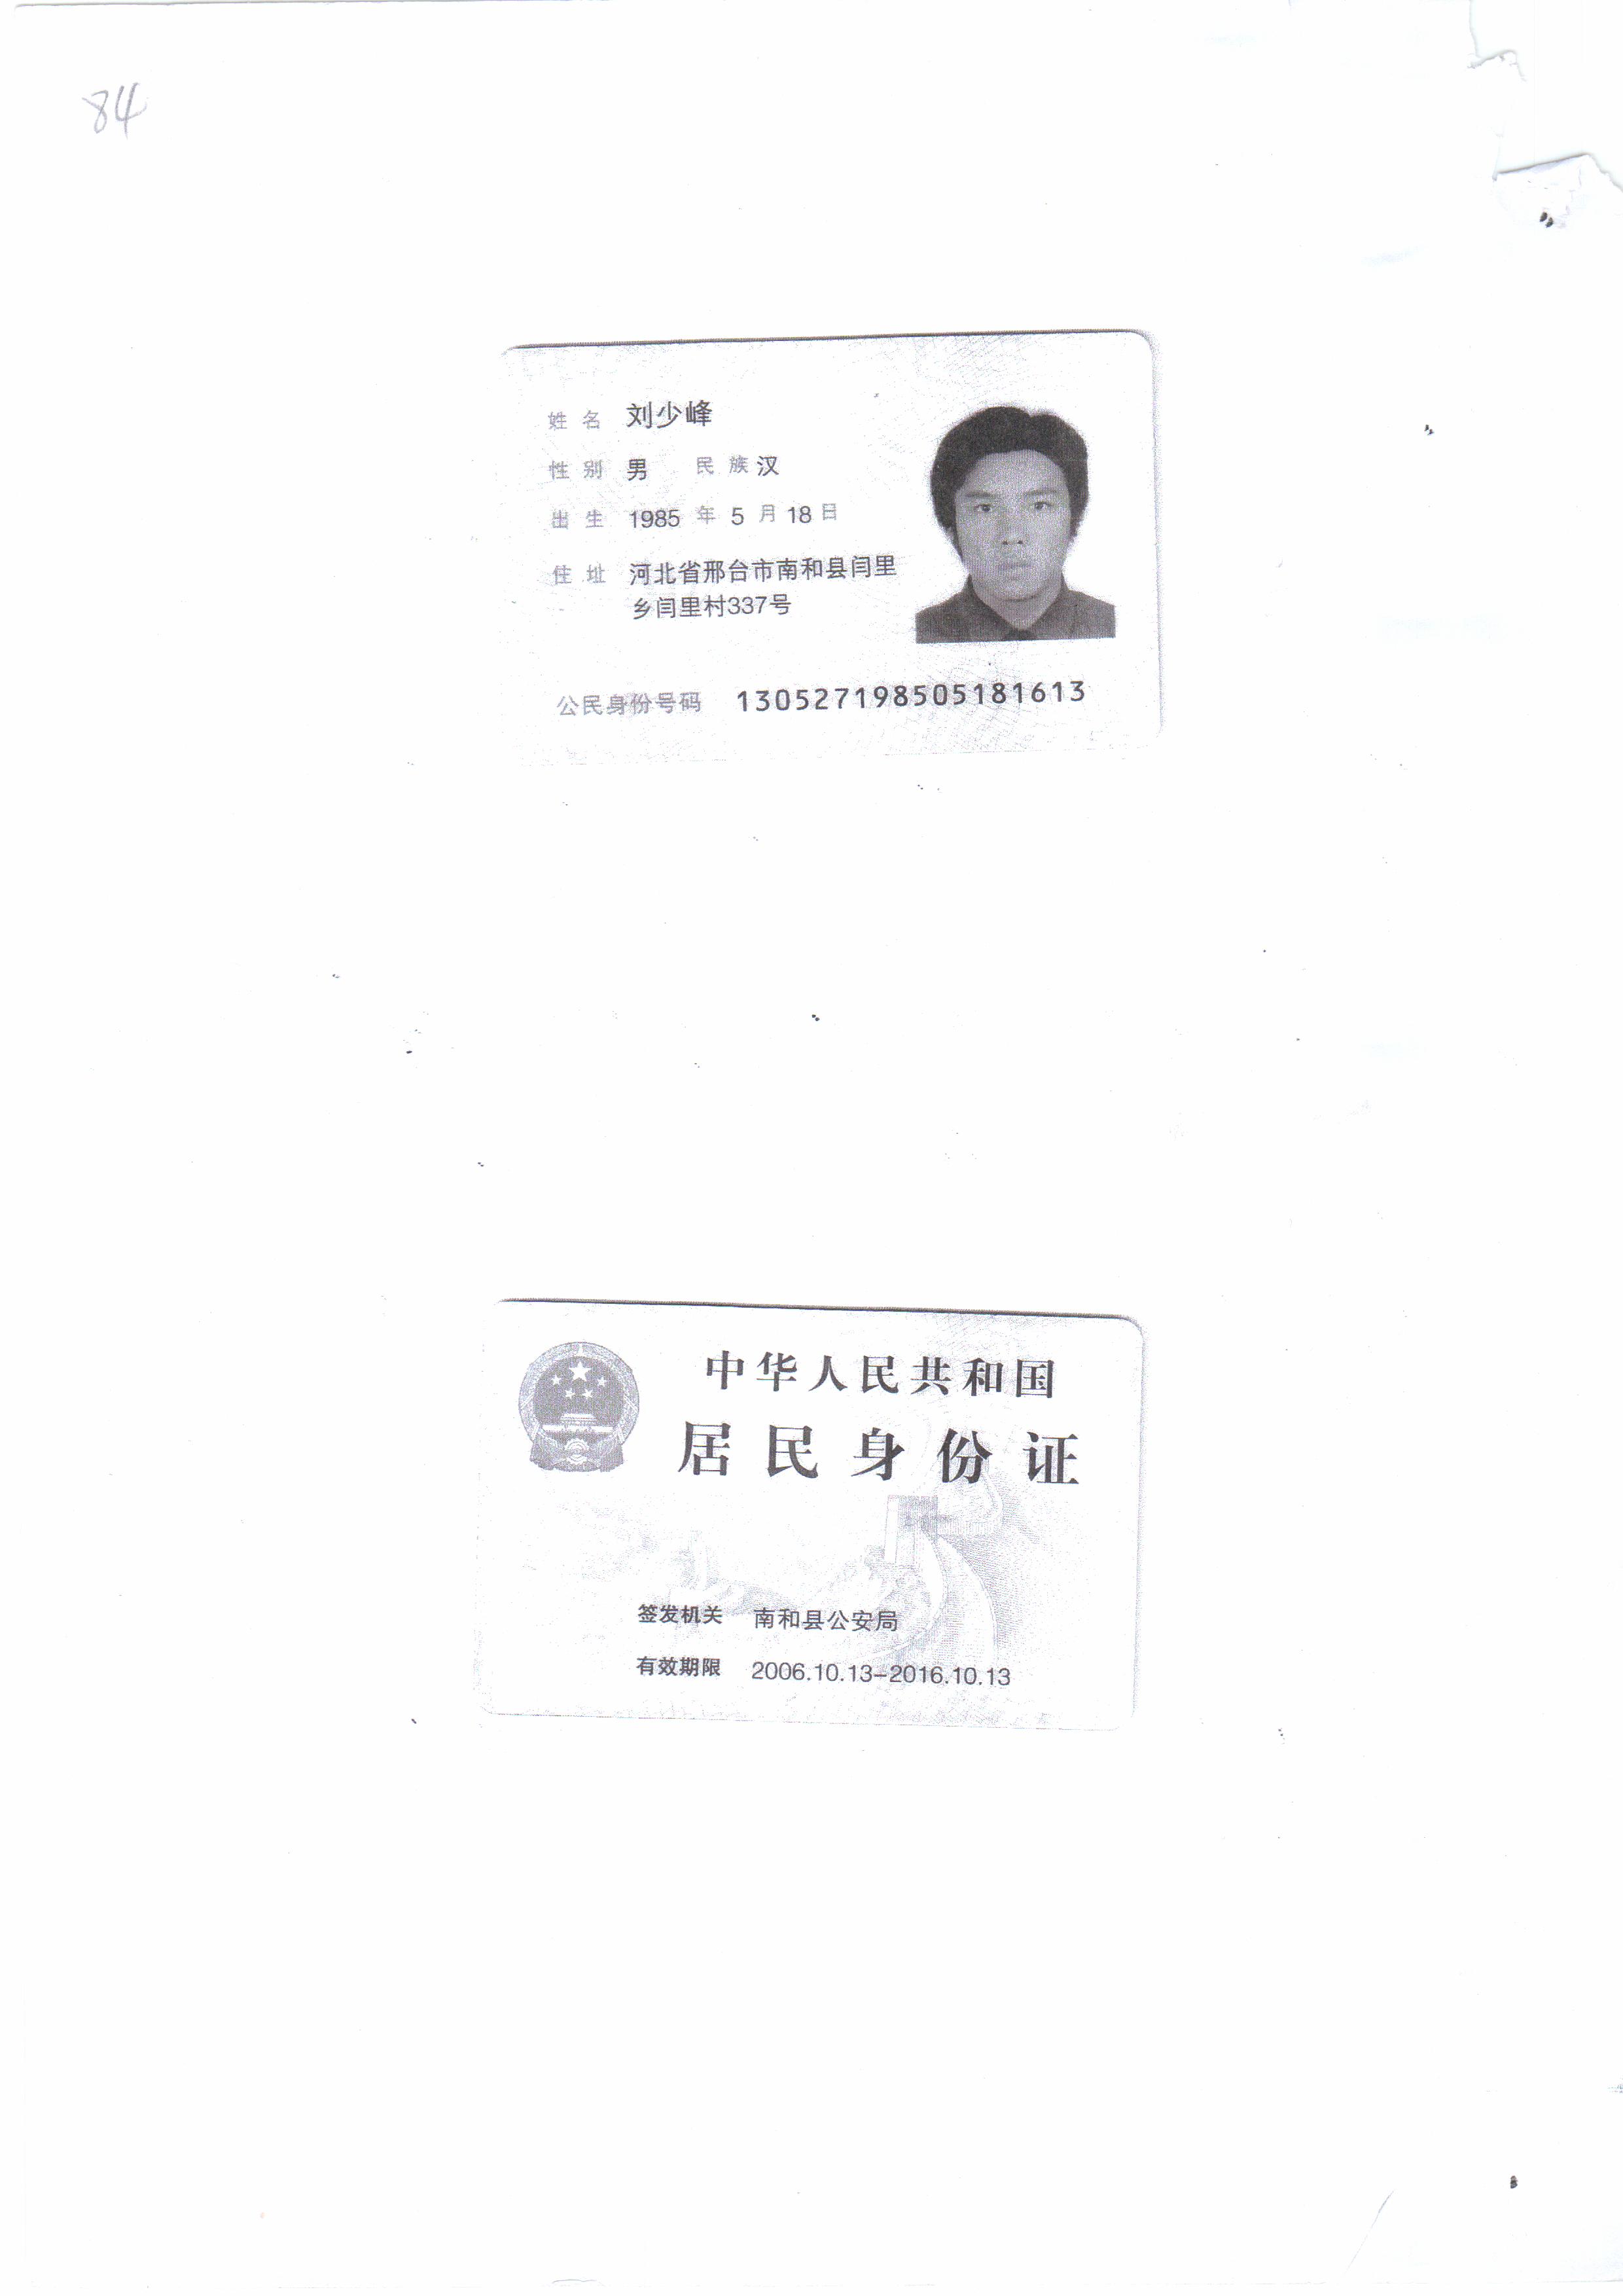 84
姓名 刘少峰
性别 男 民族 汉
出生 1985 年 5 月 18 日
住址 河北省邢台市南和县闫里
乡闫里村337号
公民身份号码 130527198505181613
中华人民共和国
居民身份证
签发机关 南和县公安局
有效期限 2006.10.13-2016.10.13